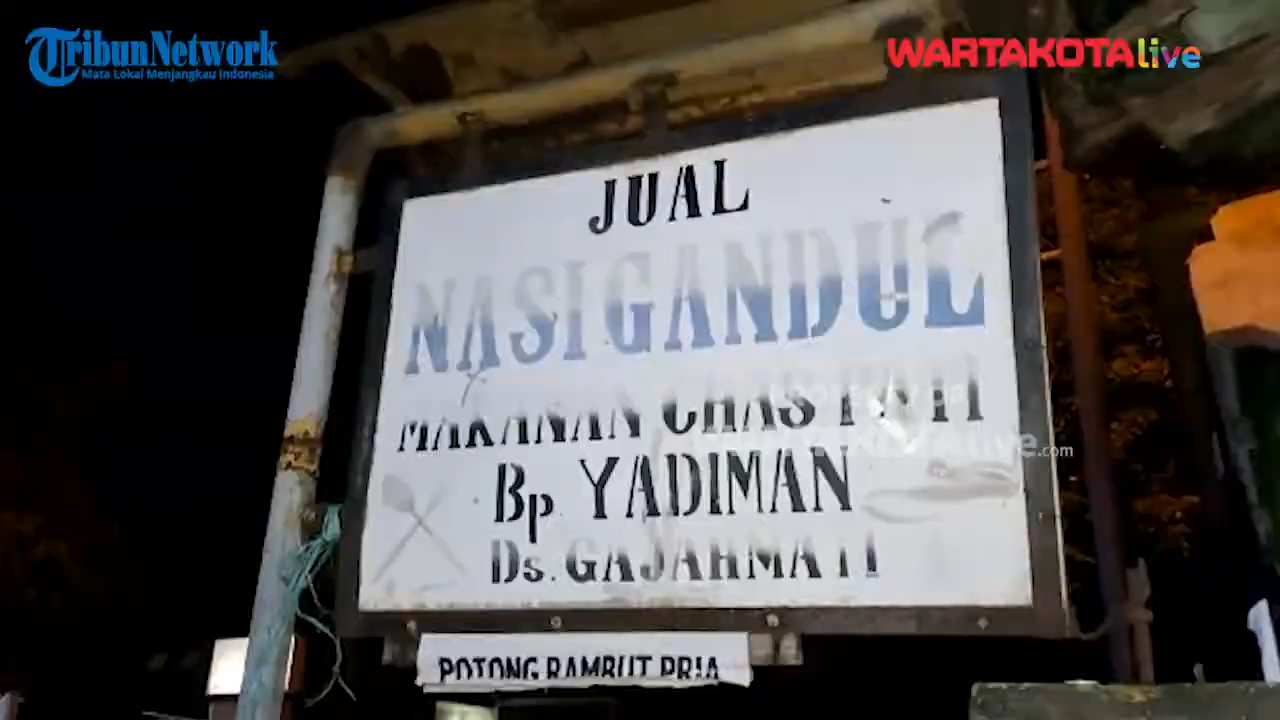 TribunNetwork
Mata Lokal Menjangkau Indonesia
WARTAKOTAlive
JUAL
NASI GANDUL
MAKANAN CHAS PATI
Bp YADIMAN
Ds. GAJAHMATI
POTONG RAMBUT PRIA